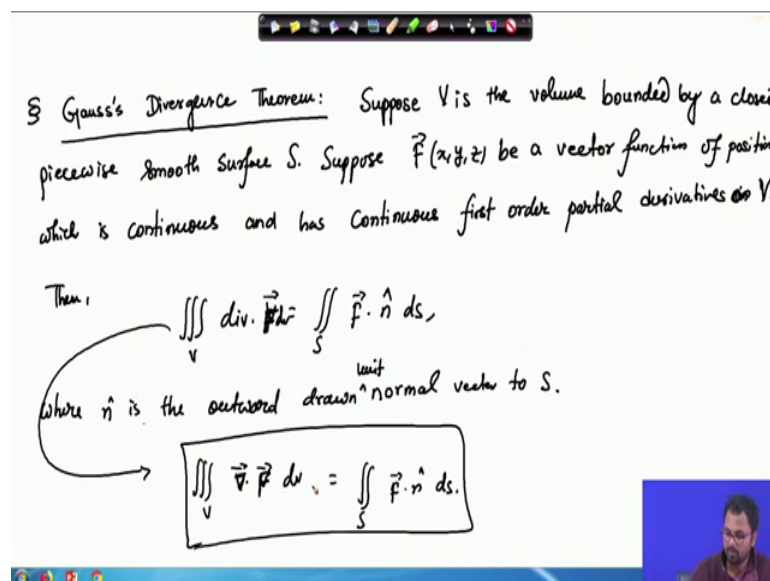 § Gauss's Divergence Theorem: Suppose V is the volume bounded by a closed
piecewise smooth surface S. Suppose F⃗(x,y,z) be a vector function of position
which is continuous and has continuous first order partial derivatives in V
Then,
∭_V div. F⃗ dv = ∬_S F⃗ · n̂ ds,
where n̂ is the outward drawn ^unit normal vector to S.
∭_V ∇⃗ · F⃗ dv = ∬_S F⃗ · n̂ ds.